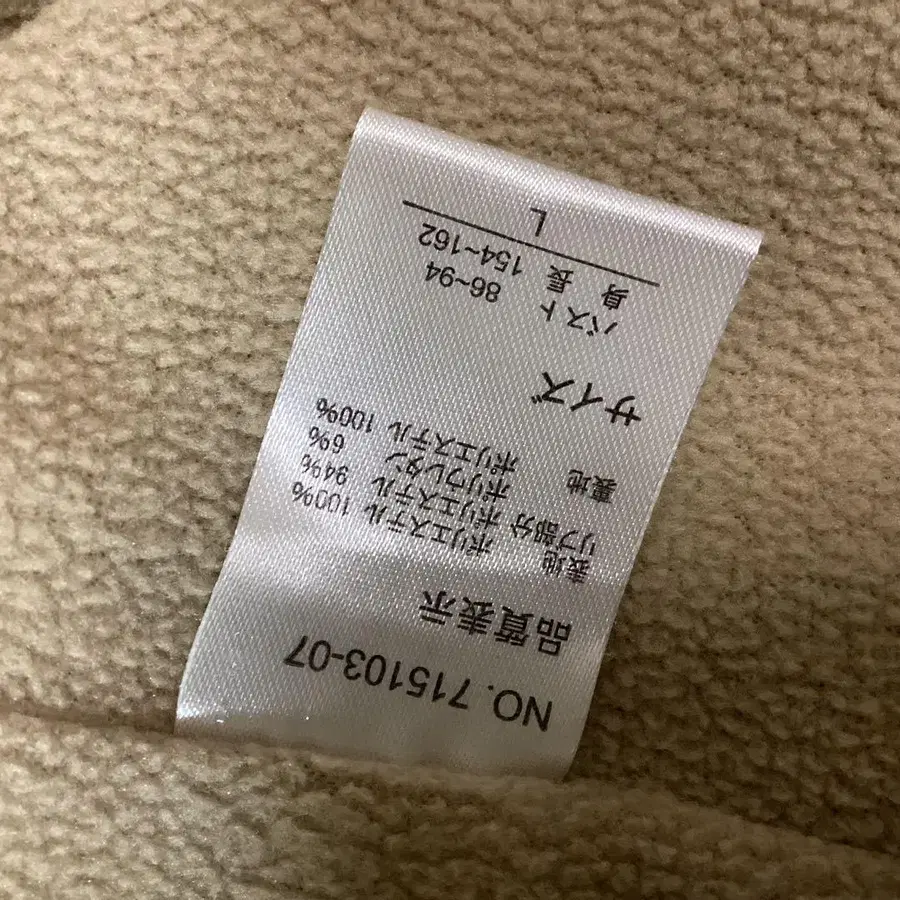 NO. 715103-07
品質表示
表地 ポリエステル 100%
リブ部分 ポリエステル 94%
ポリウレタン 6%
裏地 ポリエステル 100%
サイズ
バスト 86~94
身長 154~162
L